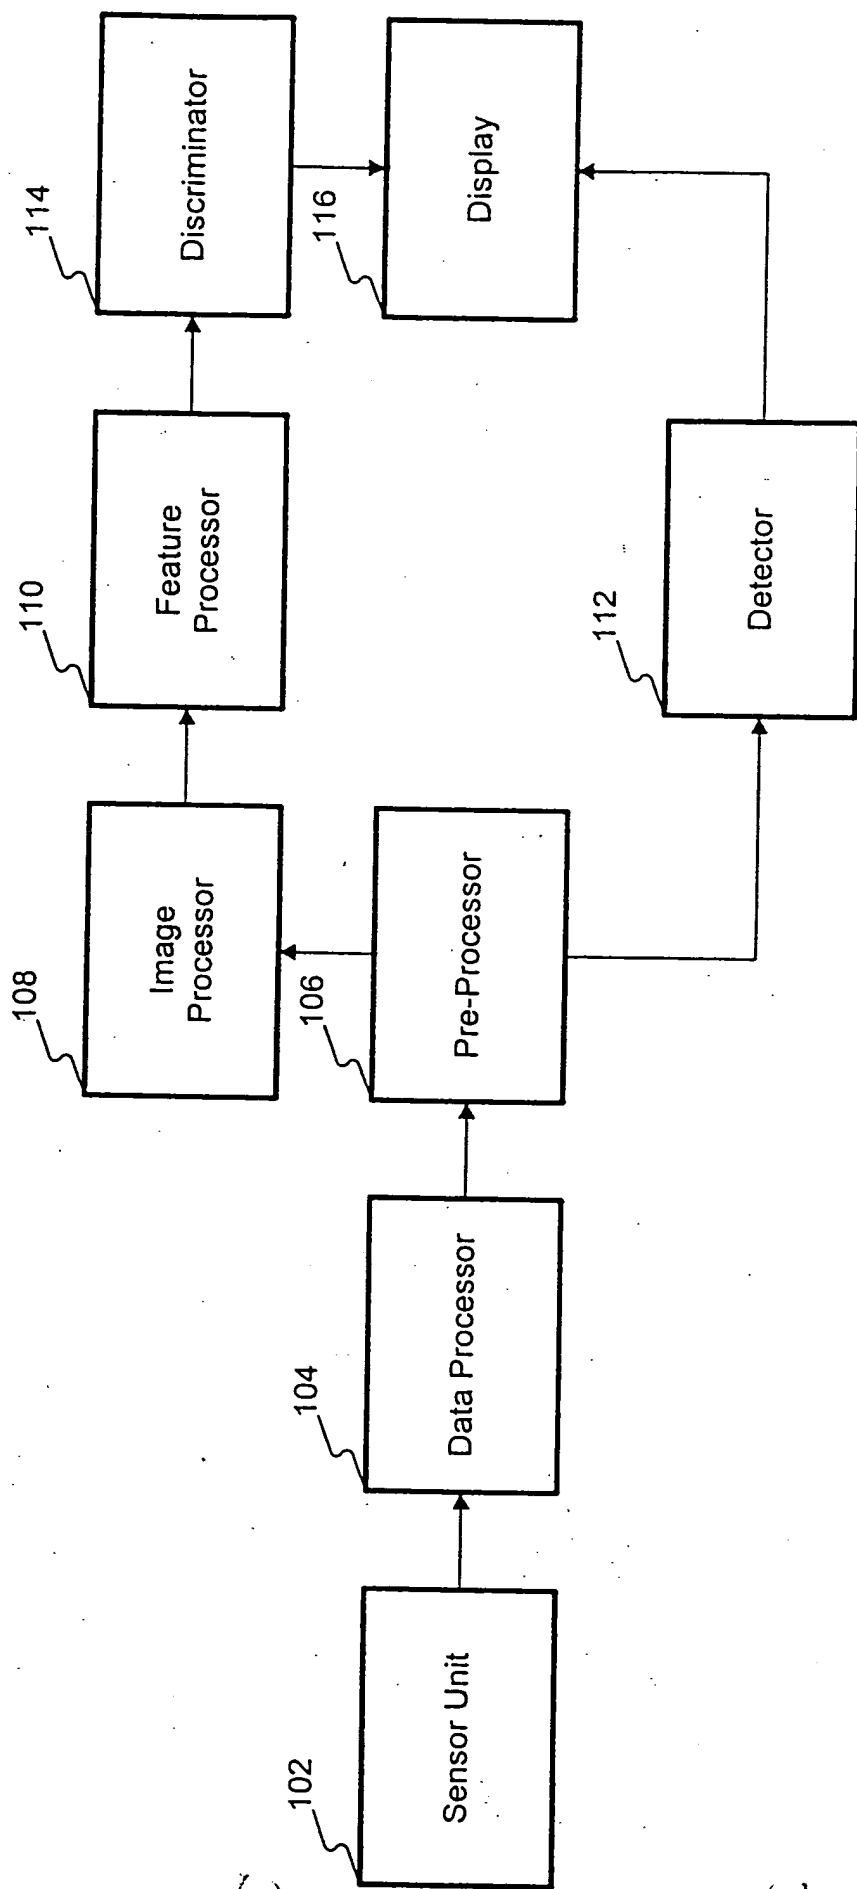 108
Image
Processor
110
Feature
Processor
114
Discriminator
102
Sensor Unit
104
Data Processor
106
Pre-Processor
116
Display
112
Detector